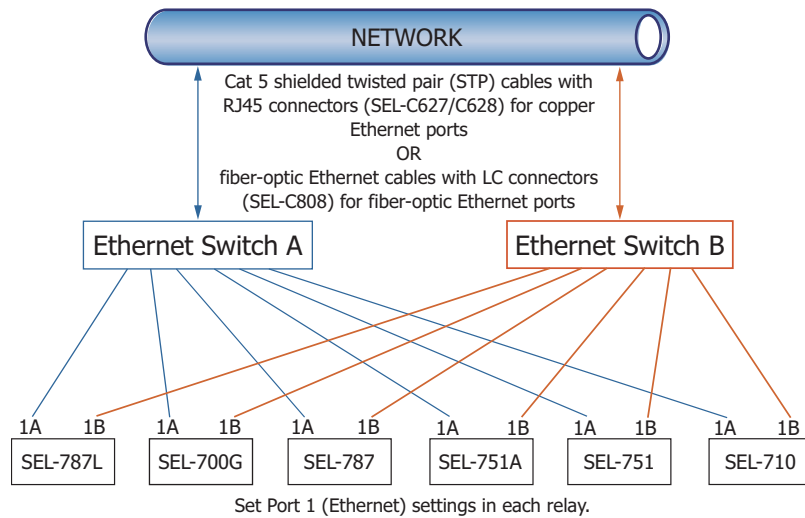 NETWORK
Cat 5 shielded twisted pair (STP) cables with
RJ45 connectors (SEL-C627/C628) for copper
Ethernet ports
OR
fiber-optic Ethernet cables with LC connectors
(SEL-C808) for fiber-optic Ethernet ports
Ethernet Switch A
Ethernet Switch B
1A 1B 1A 1B 1A 1B 1A 1B 1A 1B 1A 1B
SEL-787L SEL-700G SEL-787 SEL-751A SEL-751 SEL-710
Set Port 1 (Ethernet) settings in each relay.